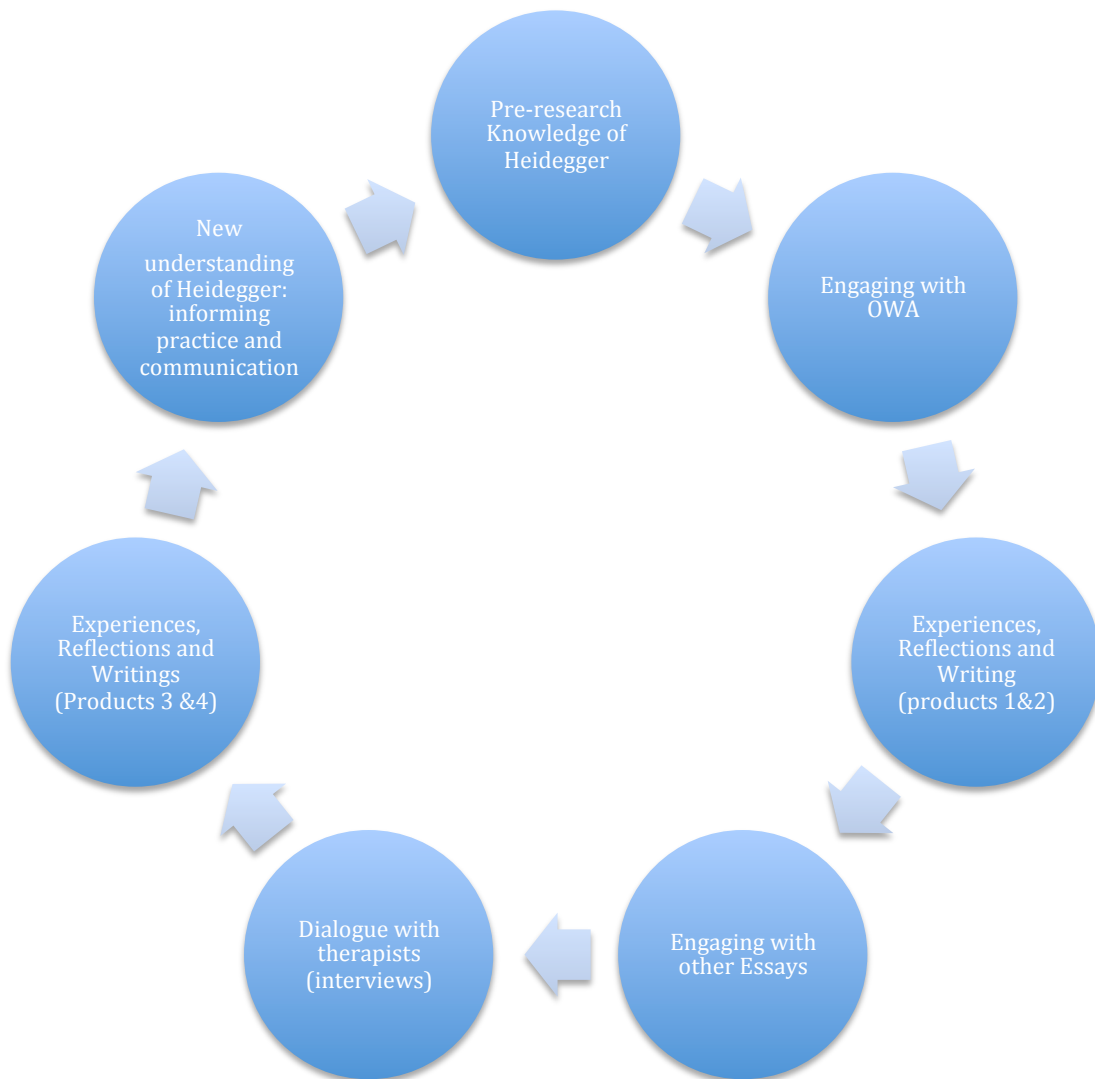 Pre-research
Knowledge of
Heidegger
Engaging with
OWA
Experiences,
Reflections and
Writing
(products 1&2)
Engaging with
other Essays
Dialogue with
therapists
(interviews)
Experiences,
Reflections and
Writings
(Products 3 &4)
New
understanding
of Heidegger:
informing
practice and
communication